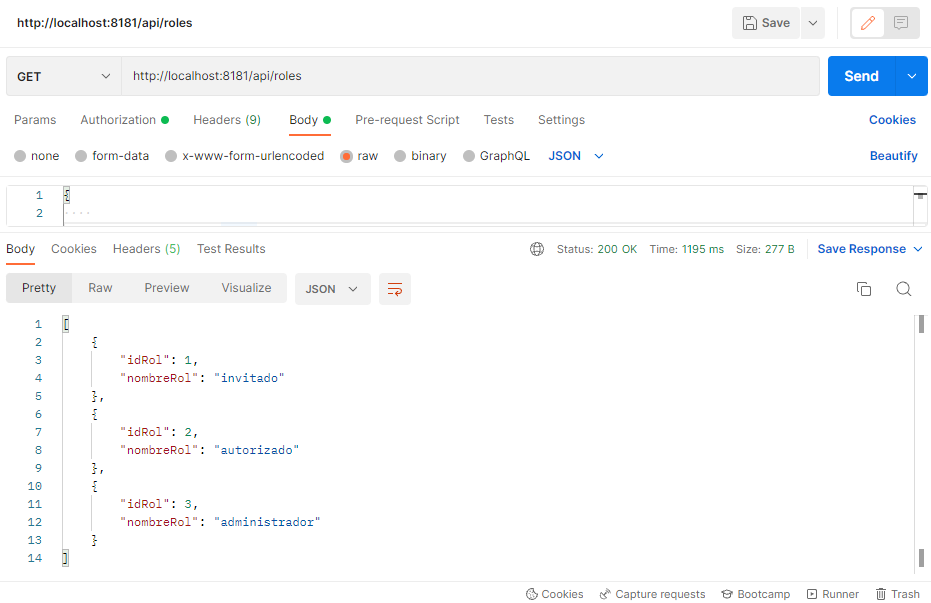 http://localhost:8181/api/roles
Save
GET
http://localhost:8181/api/roles
Send
Params Authorization Headers (9) Body Pre-request Script Tests Settings Cookies
none form-data x-www-form-urlencoded raw binary GraphQL JSON Beautify
1 {
2
Body Cookies Headers (5) Test Results Status: 200 OK Time: 1195 ms Size: 277 B Save Response
Pretty Raw Preview Visualize JSON
1 [
2 {
3 "idRol": 1,
4 "nombreRol": "invitado"
5 },
6 {
7 "idRol": 2,
8 "nombreRol": "autorizado"
9 },
10 {
11 "idRol": 3,
12 "nombreRol": "administrador"
13 }
14 ]
Cookies Capture requests Bootcamp Runner Trash